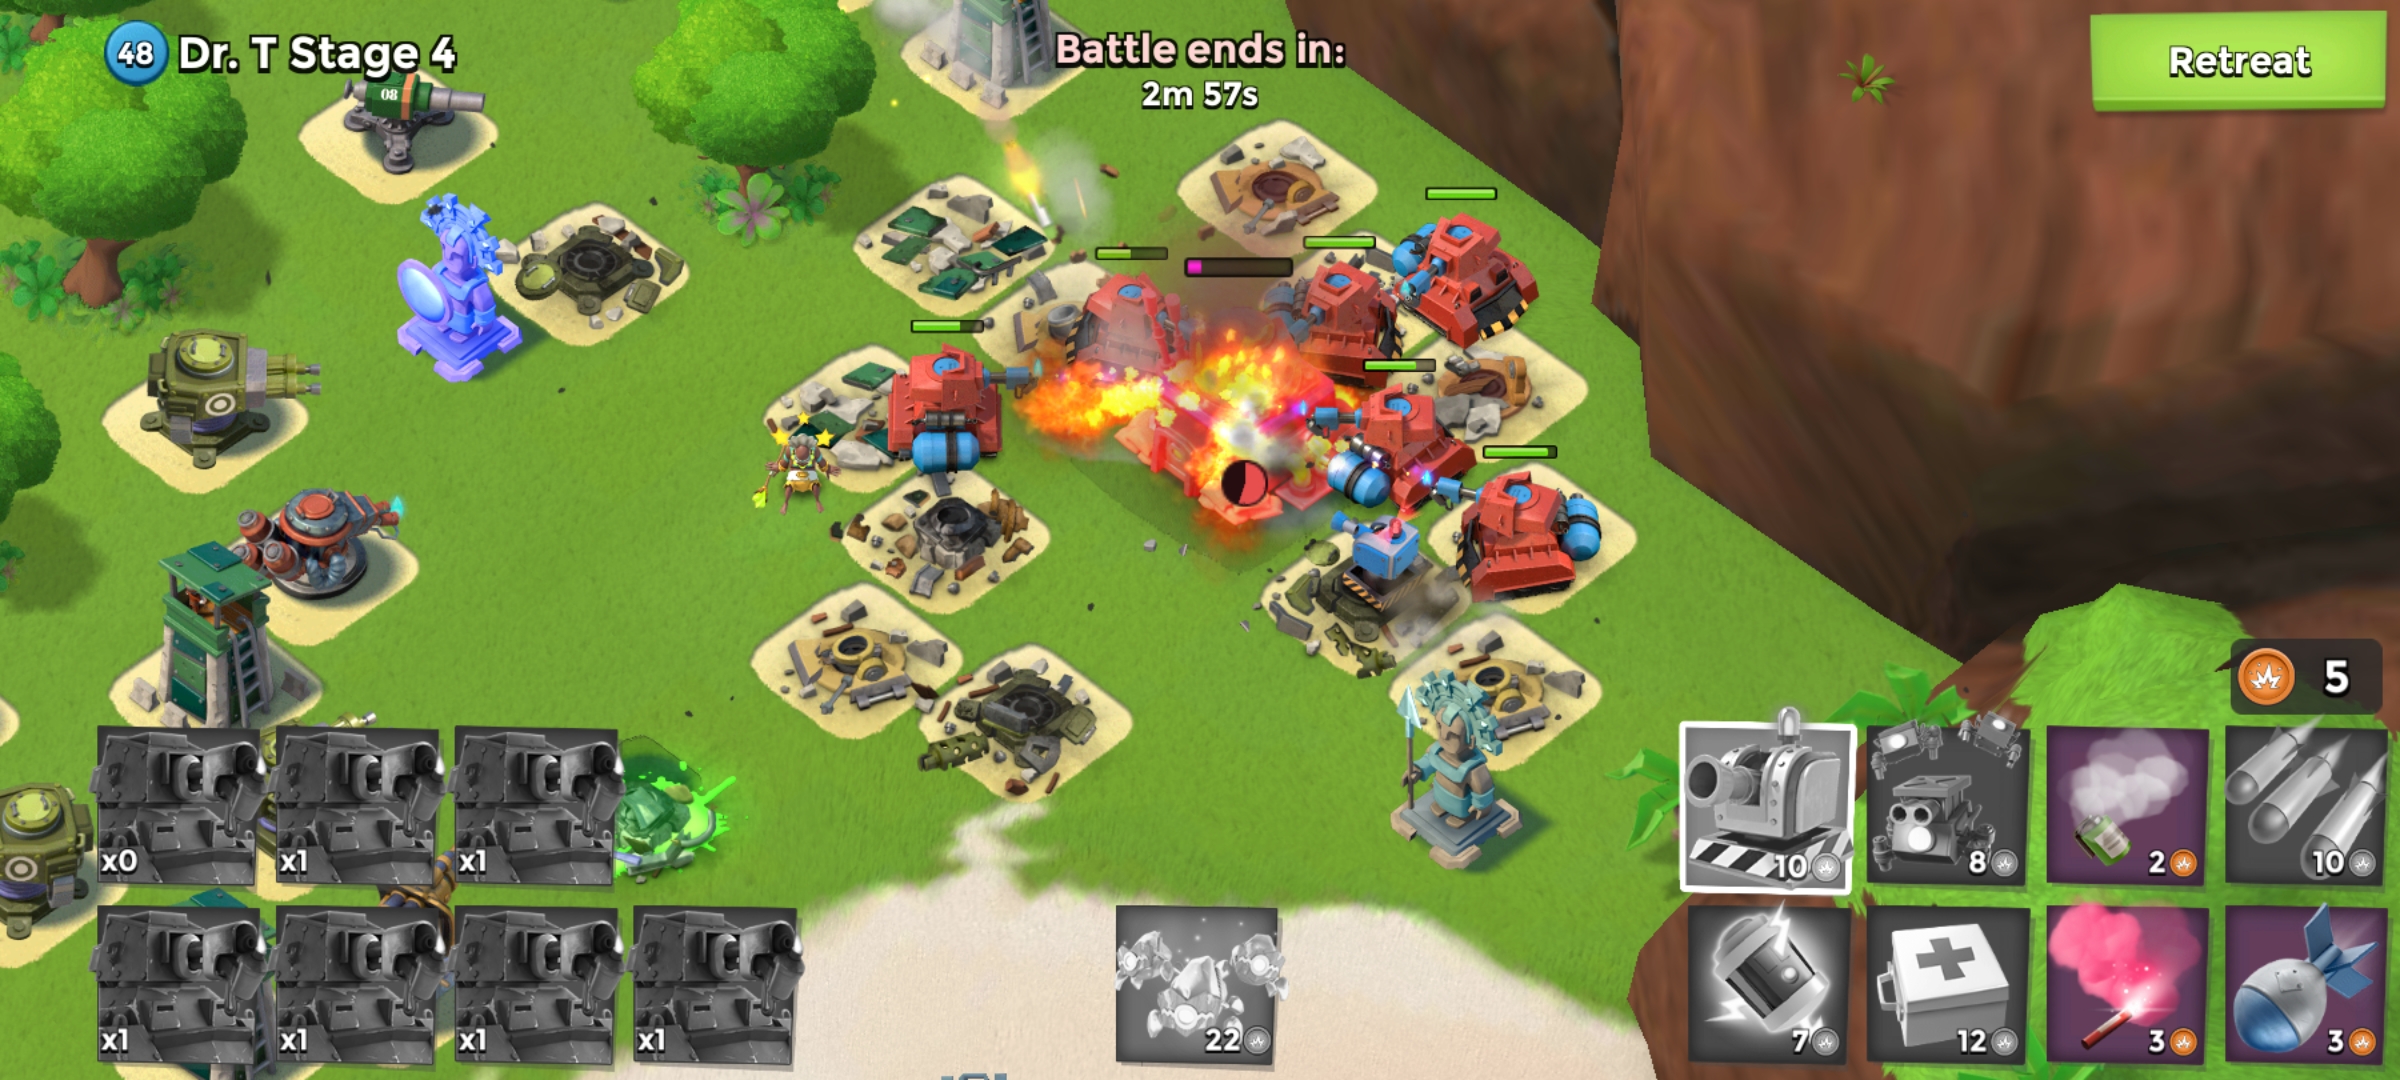 48 Dr. T Stage 4
Battle ends in:
2m 57s
Retreat
08
5
x0
x1
x1
10
8
2
10
x1
x1
x1
x1
22
7
12
3
3